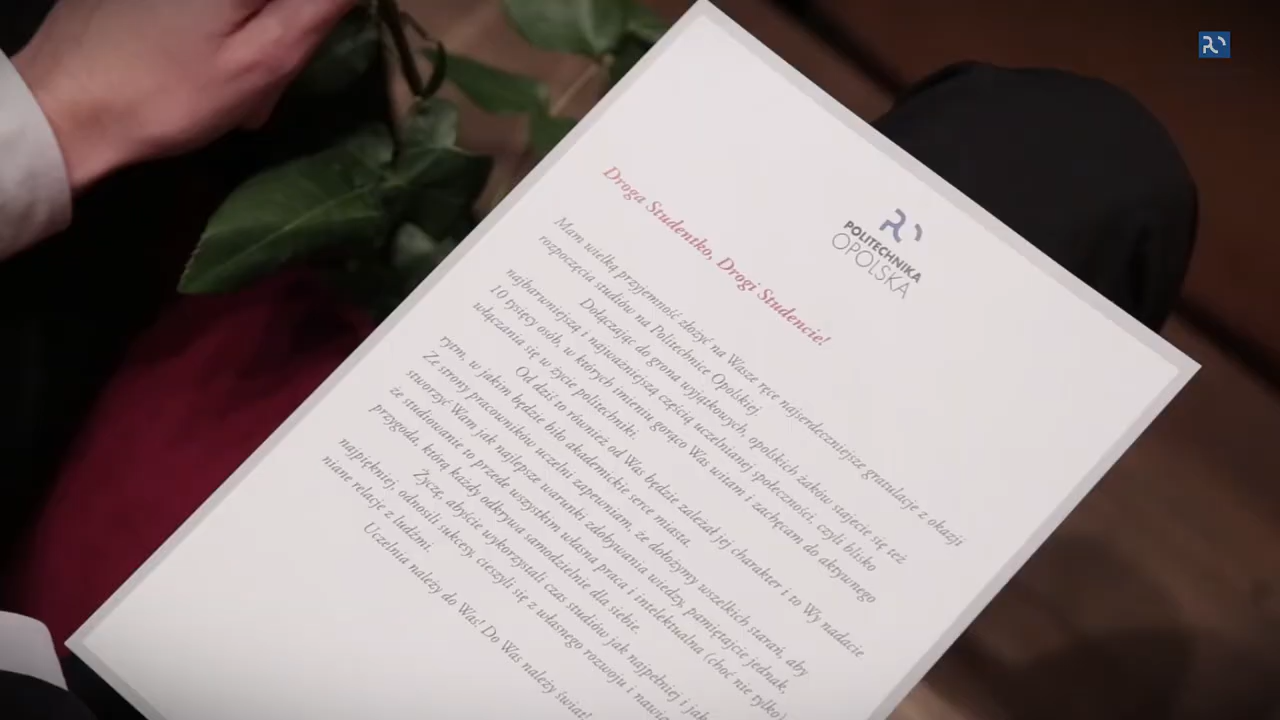 POLITECHNIKA
OPOLSKA
Droga Studentko, Drogi Studencie!
Mam wielką przyjemność złożyć na Wasze ręce najserdeczniejsze gratulacje z okazji
rozpoczęcia studiów na Politechnice Opolskiej
Dołączając do grona wyjątkowych, opolskich żaków stajecie się też
najbarwniejszą i najważniejszą częścią uczelnianej społeczności, czyli blisko
10 tysięcy osób, w których imieniu gorąco Was witam i zachęcam do aktywnego
włączania się w życie politechniki.
Od dziś to również od Was będzie zależał jej charakter i to Wy nadacie
rytm, w jakim będzie biło akademickie serce miasta.
Ze strony pracowników uczelni zapewniam, że dołożymy wszelkich starań, aby
stworzyć Wam jak najlepsze warunki zdobywania wiedzy, pamiętajcie jednak,
że studiowanie to przede wszystkim własna praca i intelektualna (choć nie tylko)
przygoda, którą każdy odkrywa samodzielnie dla siebie.
Życzę, abyście wykorzystali czas studiów jak najpełniej i jak
najpiękniej, odnosili sukcesy, cieszyli się z własnego rozwoju i nawią
niane relacje z ludźmi.
Uczelnia należy do Was! Do Was należy świat!